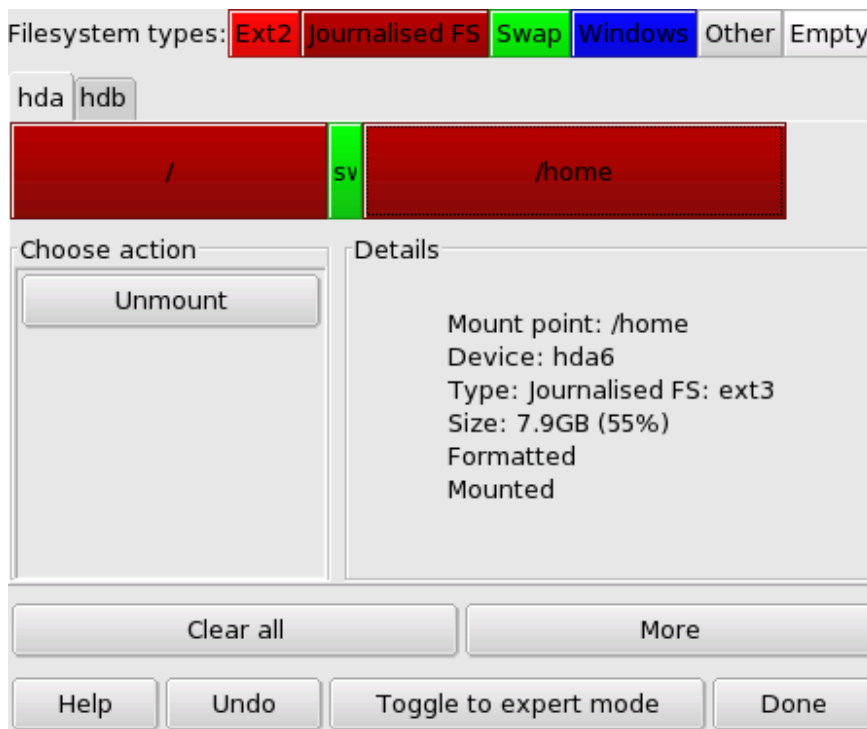 Filesystem types: Ext2 Journalised FS Swap Windows Other Empty
hda hdb
/ sw /home
Choose action
Details
Unmount
Mount point: /home
Device: hda6
Type: Journalised FS: ext3
Size: 7.9GB (55%)
Formatted
Mounted
Clear all More
Help Undo Toggle to expert mode Done